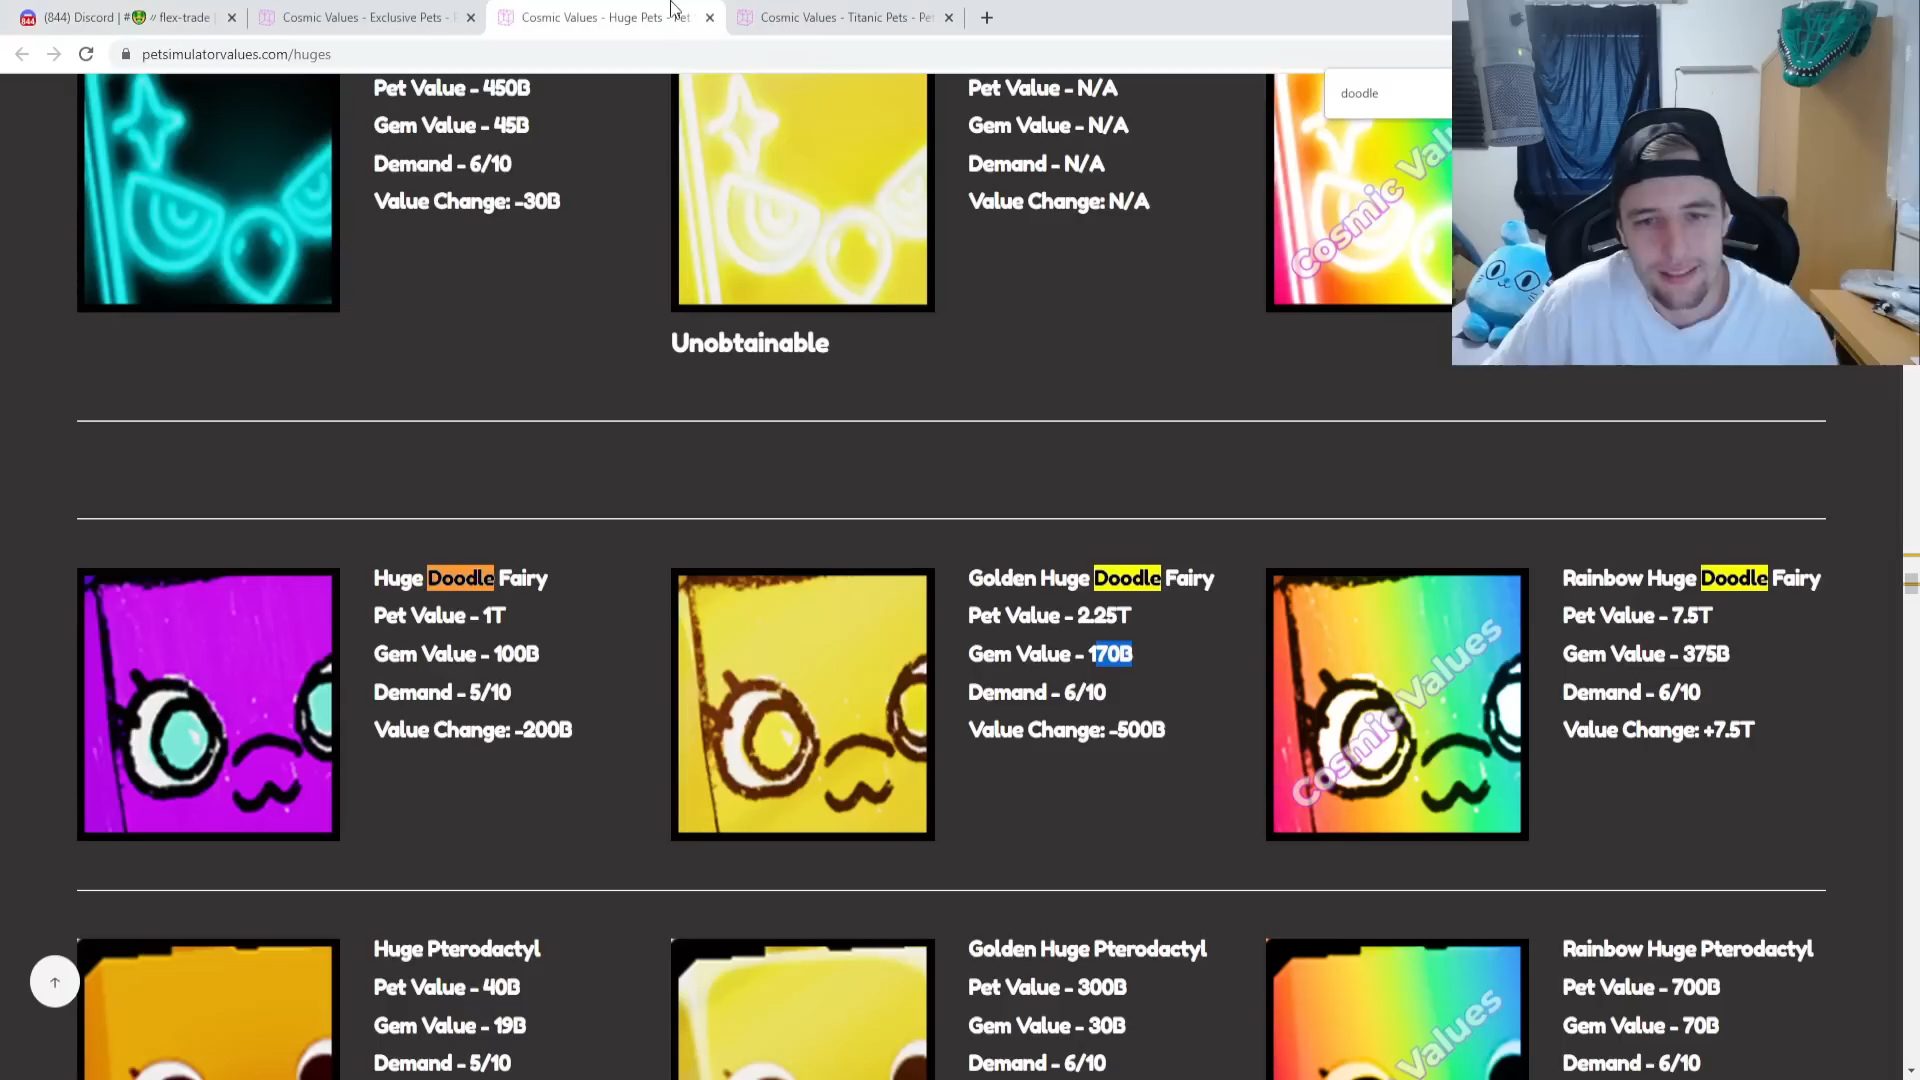 (844) Discord | # // flex-trade |
Cosmic Values - Exclusive Pets - P
Cosmic Values - Huge Pets - Pet
Cosmic Values - Titanic Pets - Pet
petsimulatorvalues.com/huges
doodle
Pet Value - 450B
Gem Value - 45B
Demand - 6/10
Value Change: -30B
Pet Value - N/A
Gem Value - N/A
Demand - N/A
Value Change: N/A
Cosmic Val
Unobtainable
Huge Doodle Fairy
Pet Value - 1T
Gem Value - 100B
Demand - 5/10
Value Change: -200B
Golden Huge Doodle Fairy
Pet Value - 2.25T
Gem Value - 170B
Demand - 6/10
Value Change: -500B
Cosmic Values
Rainbow Huge Doodle Fairy
Pet Value - 7.5T
Gem Value - 375B
Demand - 6/10
Value Change: +7.5T
Huge Pterodactyl
Pet Value - 40B
Gem Value - 19B
Demand - 5/10
Golden Huge Pterodactyl
Pet Value - 300B
Gem Value - 30B
Demand - 6/10
Values
Rainbow Huge Pterodactyl
Pet Value - 700B
Gem Value - 70B
Demand - 6/10